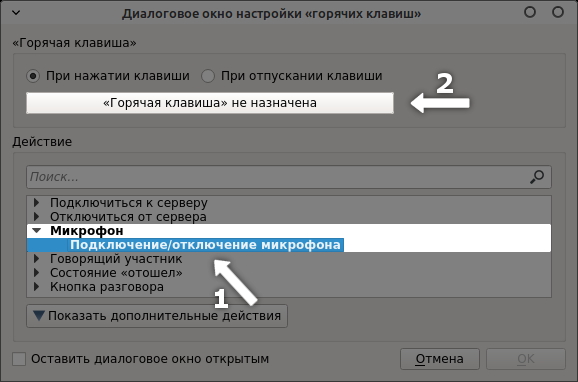 Диалоговое окно настройки «горячих клавиш»
«Горячая клавиша»
При нажатии клавиши
При отпускании клавиши
«Горячая клавиша» не назначена
2
Действие
Поиск...
Подключиться к серверу
Отключиться от сервера
Микрофон
Подключение/отключение микрофона
Говорящий участник
Состояние «отошел»
Кнопка разговора
1
Показать дополнительные действия
Оставить диалоговое окно открытым
Отмена
OK